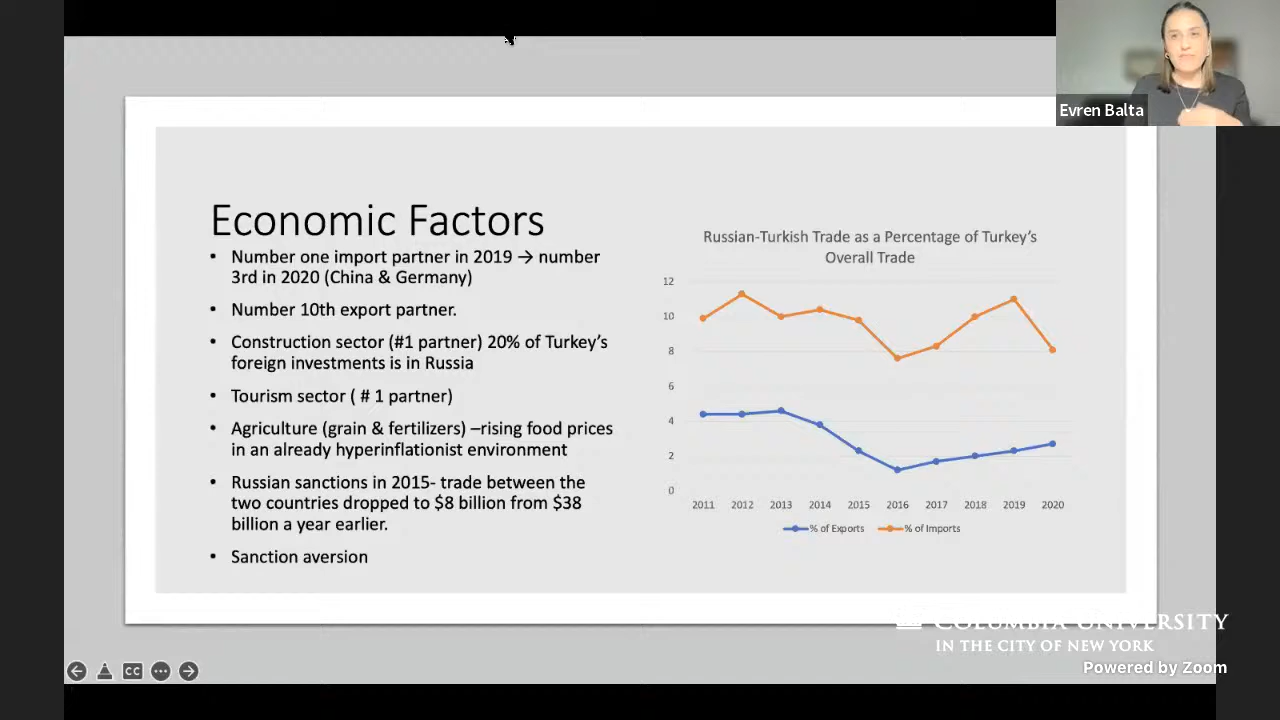 Evren Balta
Economic Factors
• Number one import partner in 2019 → number
3rd in 2020 (China & Germany)
• Number 10th export partner.
• Construction sector (#1 partner) 20% of Turkey's
foreign investments is in Russia
• Tourism sector ( # 1 partner)
• Agriculture (grain & fertilizers) –rising food prices
in an already hyperinflationist environment
• Russian sanctions in 2015- trade between the
two countries dropped to $8 billion from $38
billion a year earlier.
• Sanction aversion
Russian-Turkish Trade as a Percentage of Turkey's
Overall Trade
12
10
8
6
4
2
0
2011 2012 2013 2014 2015 2016 2017 2018 2019 2020
% of Exports % of Imports
COLUMBIA UNIVERSITY
IN THE CITY OF NEW YORK
Powered by Zoom
CC